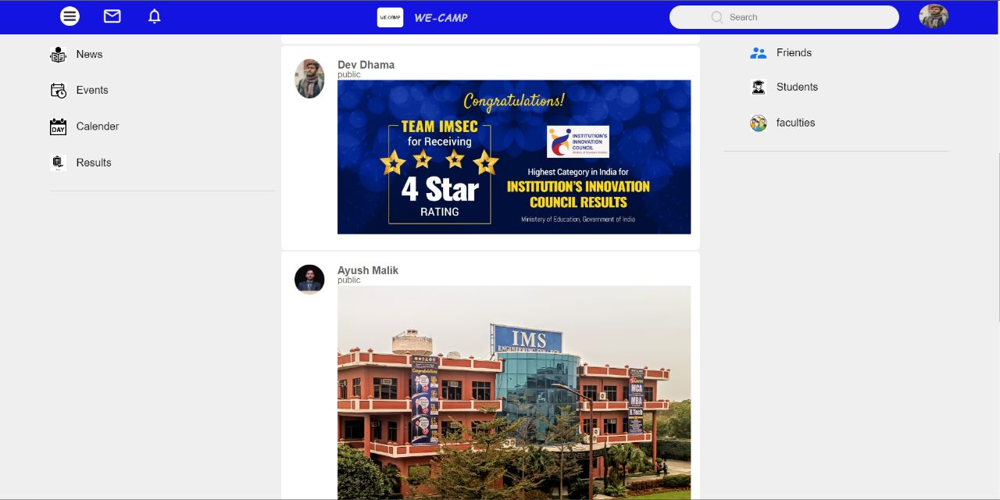 WE-CAMP
WE-CAMP
Search
News
Events
DAY
Calender
Results
Dev Dhama
public
Congratulations!
TEAM IMSEC
for Receiving
4 Star
RATING
INSTITUTION'S
INNOVATION
COUNCIL
Highest Category in India for
INSTITUTION'S INNOVATION
COUNCIL RESULTS
Ministery of Education, Government of India
Ayush Malik
public
IMS
ENGINEERING COLLEGE
Congratulations
MCA
MBA
B.Tech
Friends
Students
faculties